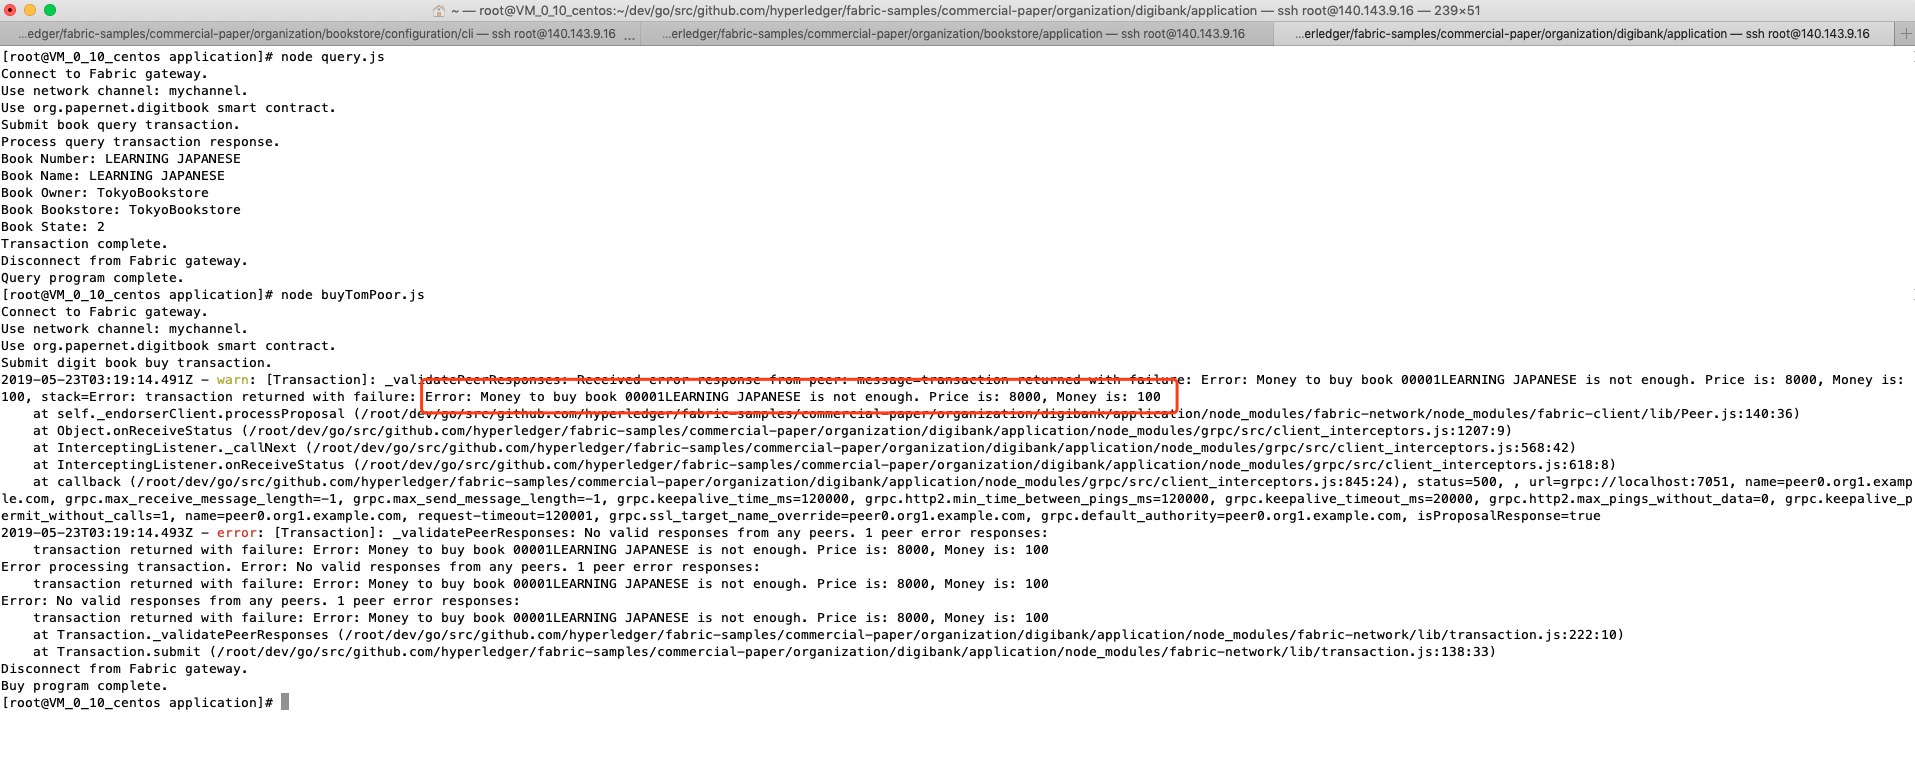 ~ — root@VM_0_10_centos:~/dev/go/src/github.com/hyperledger/fabric-samples/commercial-paper/organization/digibank/application — ssh root@140.143.9.16 — 239×51
...edger/fabric-samples/commercial-paper/organization/bookstore/configuration/cli — ssh root@140.143.9.16 ...
...erledger/fabric-samples/commercial-paper/organization/bookstore/application — ssh root@140.143.9.16
...erledger/fabric-samples/commercial-paper/organization/digibank/application — ssh root@140.143.9.16
[root@VM_0_10_centos application]# node query.js
Connect to Fabric gateway.
Use network channel: mychannel.
Use org.papernet.digitbook smart contract.
Submit book query transaction.
Process query transaction response.
Book Number: LEARNING JAPANESE
Book Name: LEARNING JAPANESE
Book Owner: TokyoBookstore
Book Bookstore: TokyoBookstore
Book State: 2
Transaction complete.
Disconnect from Fabric gateway.
Query program complete.
[root@VM_0_10_centos application]# node buyTomPoor.js
Connect to Fabric gateway.
Use network channel: mychannel.
Use org.papernet.digitbook smart contract.
Submit digit book buy transaction.
2019-05-23T03:19:14.491Z - warn: [Transaction]: _validatePeerResponses: Received error response from peer: message=transaction returned with failure: Error: Money to buy book 00001LEARNING JAPANESE is not enough. Price is: 8000, Money is:
100, stack=Error: transaction returned with failure: Error: Money to buy book 00001LEARNING JAPANESE is not enough. Price is: 8000, Money is: 100
    at self._endorserClient.processProposal (/root/dev/go/src/github.com/hyperledger/fabric-samples/commercial-paper/organization/digibank/application/node_modules/fabric-network/node_modules/fabric-client/lib/Peer.js:140:36)
    at Object.onReceiveStatus (/root/dev/go/src/github.com/hyperledger/fabric-samples/commercial-paper/organization/digibank/application/node_modules/grpc/src/client_interceptors.js:1207:9)
    at InterceptingListener._callNext (/root/dev/go/src/github.com/hyperledger/fabric-samples/commercial-paper/organization/digibank/application/node_modules/grpc/src/client_interceptors.js:568:42)
    at InterceptingListener.onReceiveStatus (/root/dev/go/src/github.com/hyperledger/fabric-samples/commercial-paper/organization/digibank/application/node_modules/grpc/src/client_interceptors.js:618:8)
    at callback (/root/dev/go/src/github.com/hyperledger/fabric-samples/commercial-paper/organization/digibank/application/node_modules/grpc/src/client_interceptors.js:845:24), status=500, , url=grpc://localhost:7051, name=peer0.org1.examp
le.com, grpc.max_receive_message_length=-1, grpc.max_send_message_length=-1, grpc.keepalive_time_ms=120000, grpc.http2.min_time_between_pings_ms=120000, grpc.keepalive_timeout_ms=20000, grpc.http2.max_pings_without_data=0, grpc.keepalive_p
ermit_without_calls=1, name=peer0.org1.example.com, request-timeout=120001, grpc.ssl_target_name_override=peer0.org1.example.com, grpc.default_authority=peer0.org1.example.com, isProposalResponse=true
2019-05-23T03:19:14.493Z - error: [Transaction]: _validatePeerResponses: No valid responses from any peers. 1 peer error responses:
    transaction returned with failure: Error: Money to buy book 00001LEARNING JAPANESE is not enough. Price is: 8000, Money is: 100
Error processing transaction. Error: No valid responses from any peers. 1 peer error responses:
    transaction returned with failure: Error: Money to buy book 00001LEARNING JAPANESE is not enough. Price is: 8000, Money is: 100
Error: No valid responses from any peers. 1 peer error responses:
    transaction returned with failure: Error: Money to buy book 00001LEARNING JAPANESE is not enough. Price is: 8000, Money is: 100
    at Transaction._validatePeerResponses (/root/dev/go/src/github.com/hyperledger/fabric-samples/commercial-paper/organization/digibank/application/node_modules/fabric-network/lib/transaction.js:222:10)
    at Transaction.submit (/root/dev/go/src/github.com/hyperledger/fabric-samples/commercial-paper/organization/digibank/application/node_modules/fabric-network/lib/transaction.js:138:33)
Disconnect from Fabric gateway.
Buy program complete.
[root@VM_0_10_centos application]#